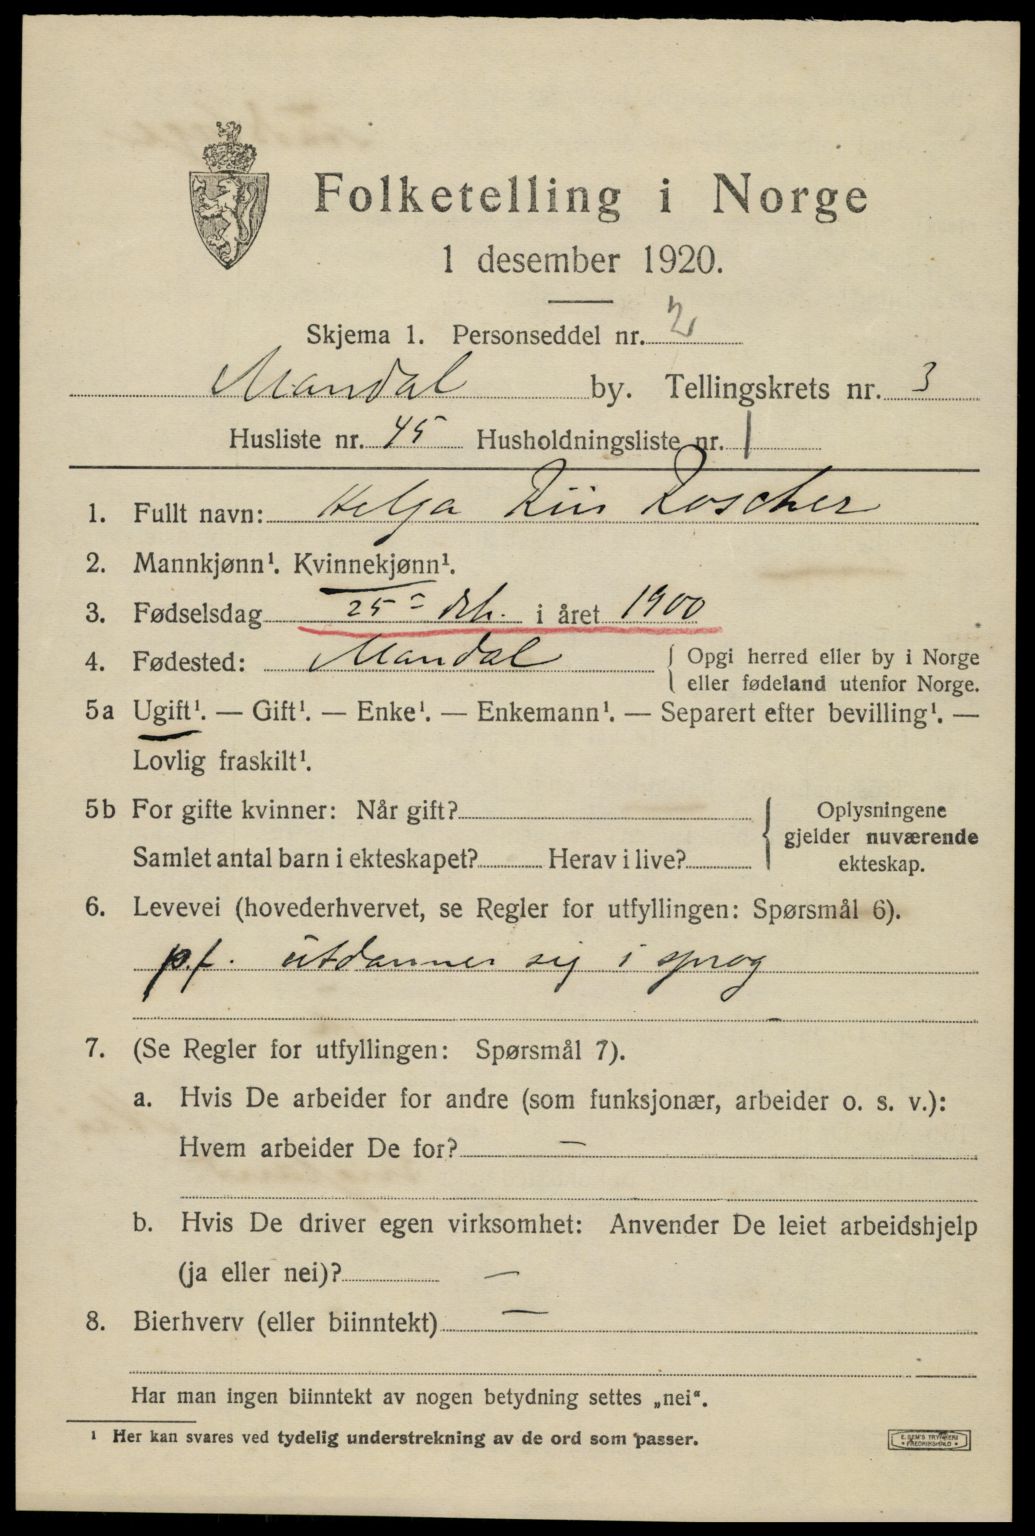 Folketelling i Norge
1 desember 1920.
Skjema 1. Personseddel nr. 2
Mandal by. Tellingskrets nr. 3
Husliste nr. 45 Husholdningsliste nr. 1
1. Fullt navn: Helga Riis Roscher
2. Mannkjønn¹. Kvinnekjønn¹.
3. Fødselsdag 25 i året 1900
4. Fødested: Mandal { Opgi herred eller by i Norge
eller fødeland utenfor Norge.
5a Ugift¹. — Gift¹. — Enke¹. — Enkemann¹. — Separert efter bevilling¹. —
Lovlig fraskilt¹.
5b For gifte kvinner: Når gift?
Samlet antal barn i ekteskapet? Herav i live?
{ Oplysningene
gjelder nuværende
ekteskap.
6. Levevei (hovederhvervet, se Regler for utfyllingen: Spørsmål 6).
p.f. utdanner sig i sprog
7. (Se Regler for utfyllingen: Spørsmål 7).
a. Hvis De arbeider for andre (som funksjonær, arbeider o. s. v.):
Hvem arbeider De for? —
b. Hvis De driver egen virksomhet: Anvender De leiet arbeidshjelp
(ja eller nei)? —
8. Bierhverv (eller biinntekt) —
Har man ingen biinntekt av nogen betydning settes „nei“.
¹ Her kan svares ved tydelig understrekning av de ord som passer.
E. SEM'S TRYKKERI
FREDRIKSHALD